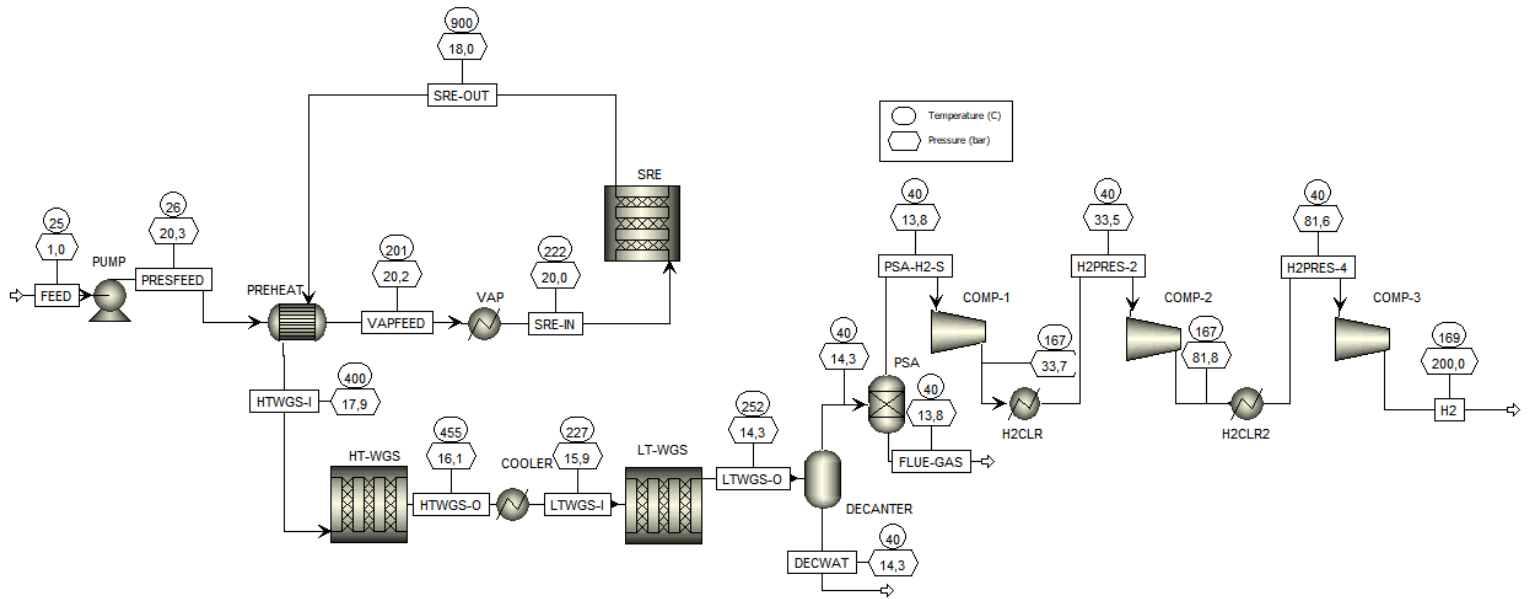 900
18,0
SRE-OUT
Temperature (C)
Pressure (bar)
SRE
25
1,0
FEED
PUMP
26
20,3
PRESFEED
PREHEAT
201
20,2
VAPFEED
VAP
222
20,0
SRE-IN
HTWGS-I
400
17,9
HT-WGS
455
16,1
HTWGS-O
COOLER
227
15,9
LTWGS-I
LT-WGS
252
14,3
LTWGS-O
DECANTER
40
14,3
DECWAT
40
14,3
PSA
40
13,8
FLUE-GAS
40
13,8
PSA-H2-S
COMP-1
167
33,7
H2CLR
40
33,5
H2PRES-2
COMP-2
167
81,8
H2CLR2
40
81,6
H2PRES-4
COMP-3
169
200,0
H2